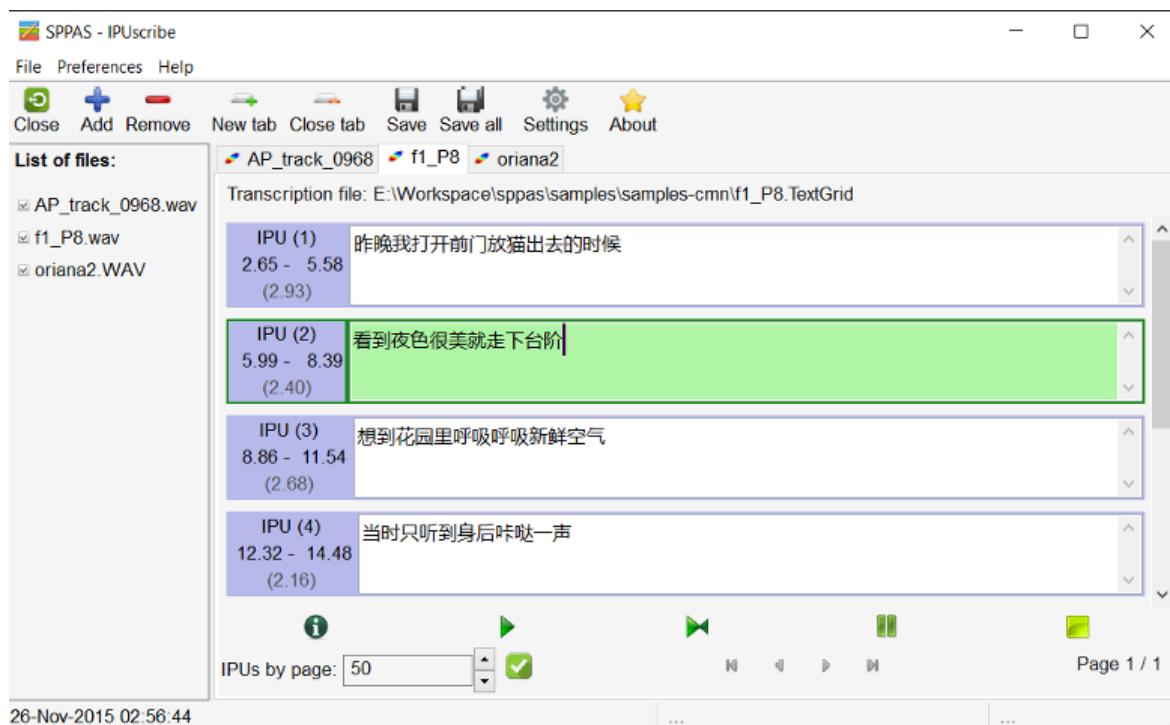 SPPAS - IPUscribe
File Preferences Help
Close Add Remove New tab Close tab Save Save all Settings About
List of files:
AP_track_0968 f1_P8 oriana2
Transcription file: E:\Workspace\sppas\samples\samples-cmn\f1_P8.TextGrid
AP_track_0968.wav
f1_P8.wav
oriana2.WAV
IPU (1)
2.65 - 5.58
(2.93)
昨晚我打开前门放猫出去的时候
IPU (2)
5.99 - 8.39
(2.40)
看到夜色很美就走下台阶
IPU (3)
8.86 - 11.54
(2.68)
想到花园里呼吸呼吸新鲜空气
IPU (4)
12.32 - 14.48
(2.16)
当时只听到身后咔哒一声
IPUs by page: 50
Page 1 / 1
26-Nov-2015 02:56:44 ... ...